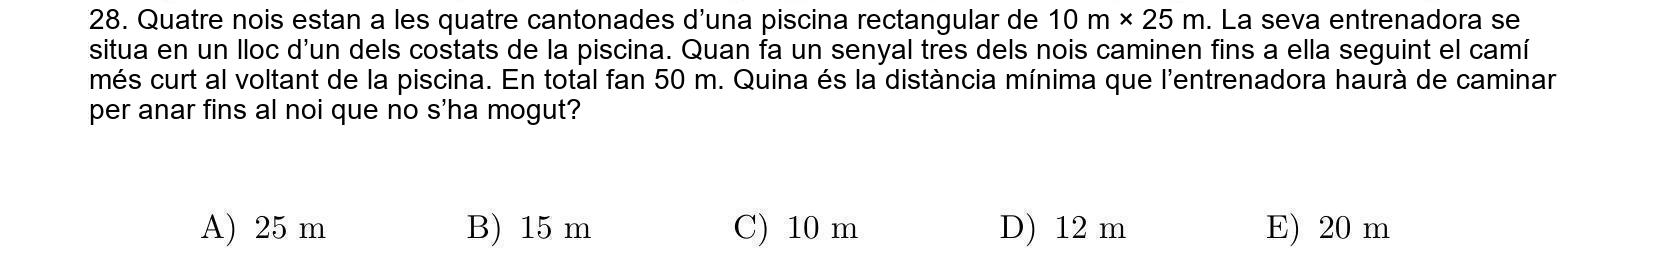 28. Quatre nois estan a les quatre cantonades d’una piscina rectangular de 10 m × 25 m. La seva entrenadora se
situa en un lloc d’un dels costats de la piscina. Quan fa un senyal tres dels nois caminen fins a ella seguint el camí
més curt al voltant de la piscina. En total fan 50 m. Quina és la distància mínima que l’entrenadora haurà de caminar
per anar fins al noi que no s’ha mogut?
A) 25 m B) 15 m C) 10 m D) 12 m E) 20 m